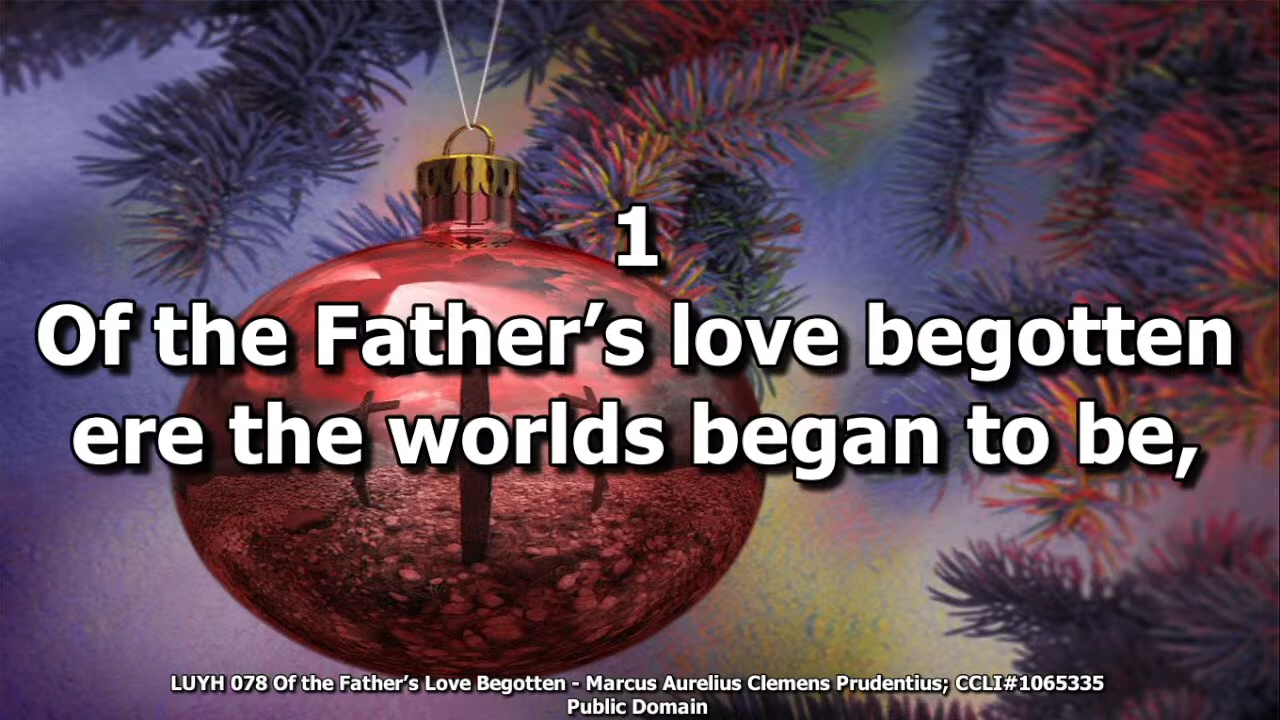 1
Of the Father’s love begotten
ere the worlds began to be,
LUYH 078 Of the Father’s Love Begotten - Marcus Aurelius Clemens Prudentius; CCLI#1065335
Public Domain